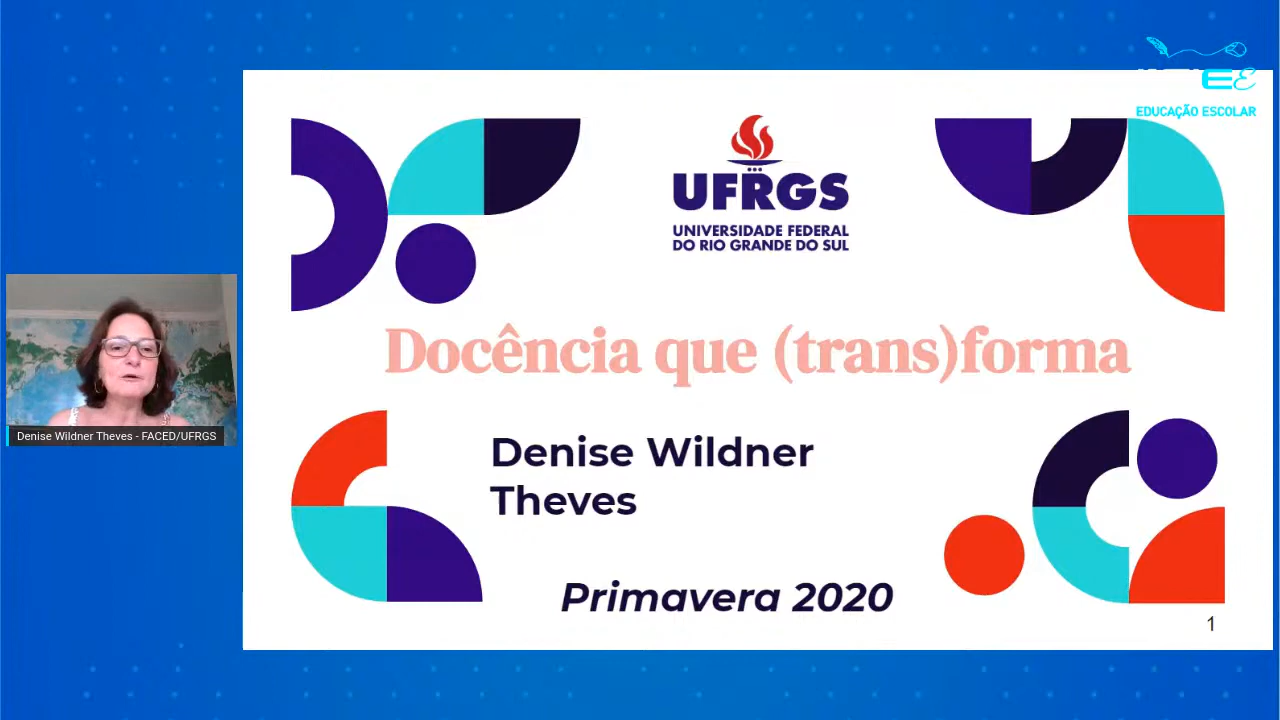 EDUCAÇÃO ESCOLAR
UFRGS
UNIVERSIDADE FEDERAL
DO RIO GRANDE DO SUL
Docência que (trans)forma
Denise Wildner Theves - FACED/UFRGS
Denise Wildner
Theves
Primavera 2020
1